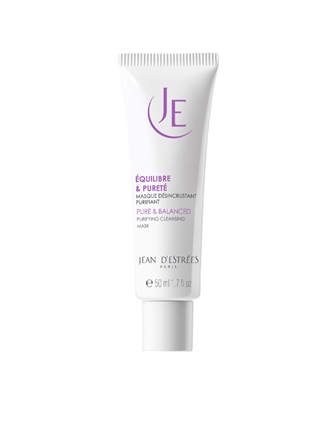 JE
ÉQUILIBRE
& PURETÉ
MASQUE DÉSINCRUSTANT
PURIFIANT
PURE & BALANCED
PURIFYING CLEANSING
MASK
JEAN D'ESTRÉES
PARIS
℮ 50 ml 1.7 fl oz